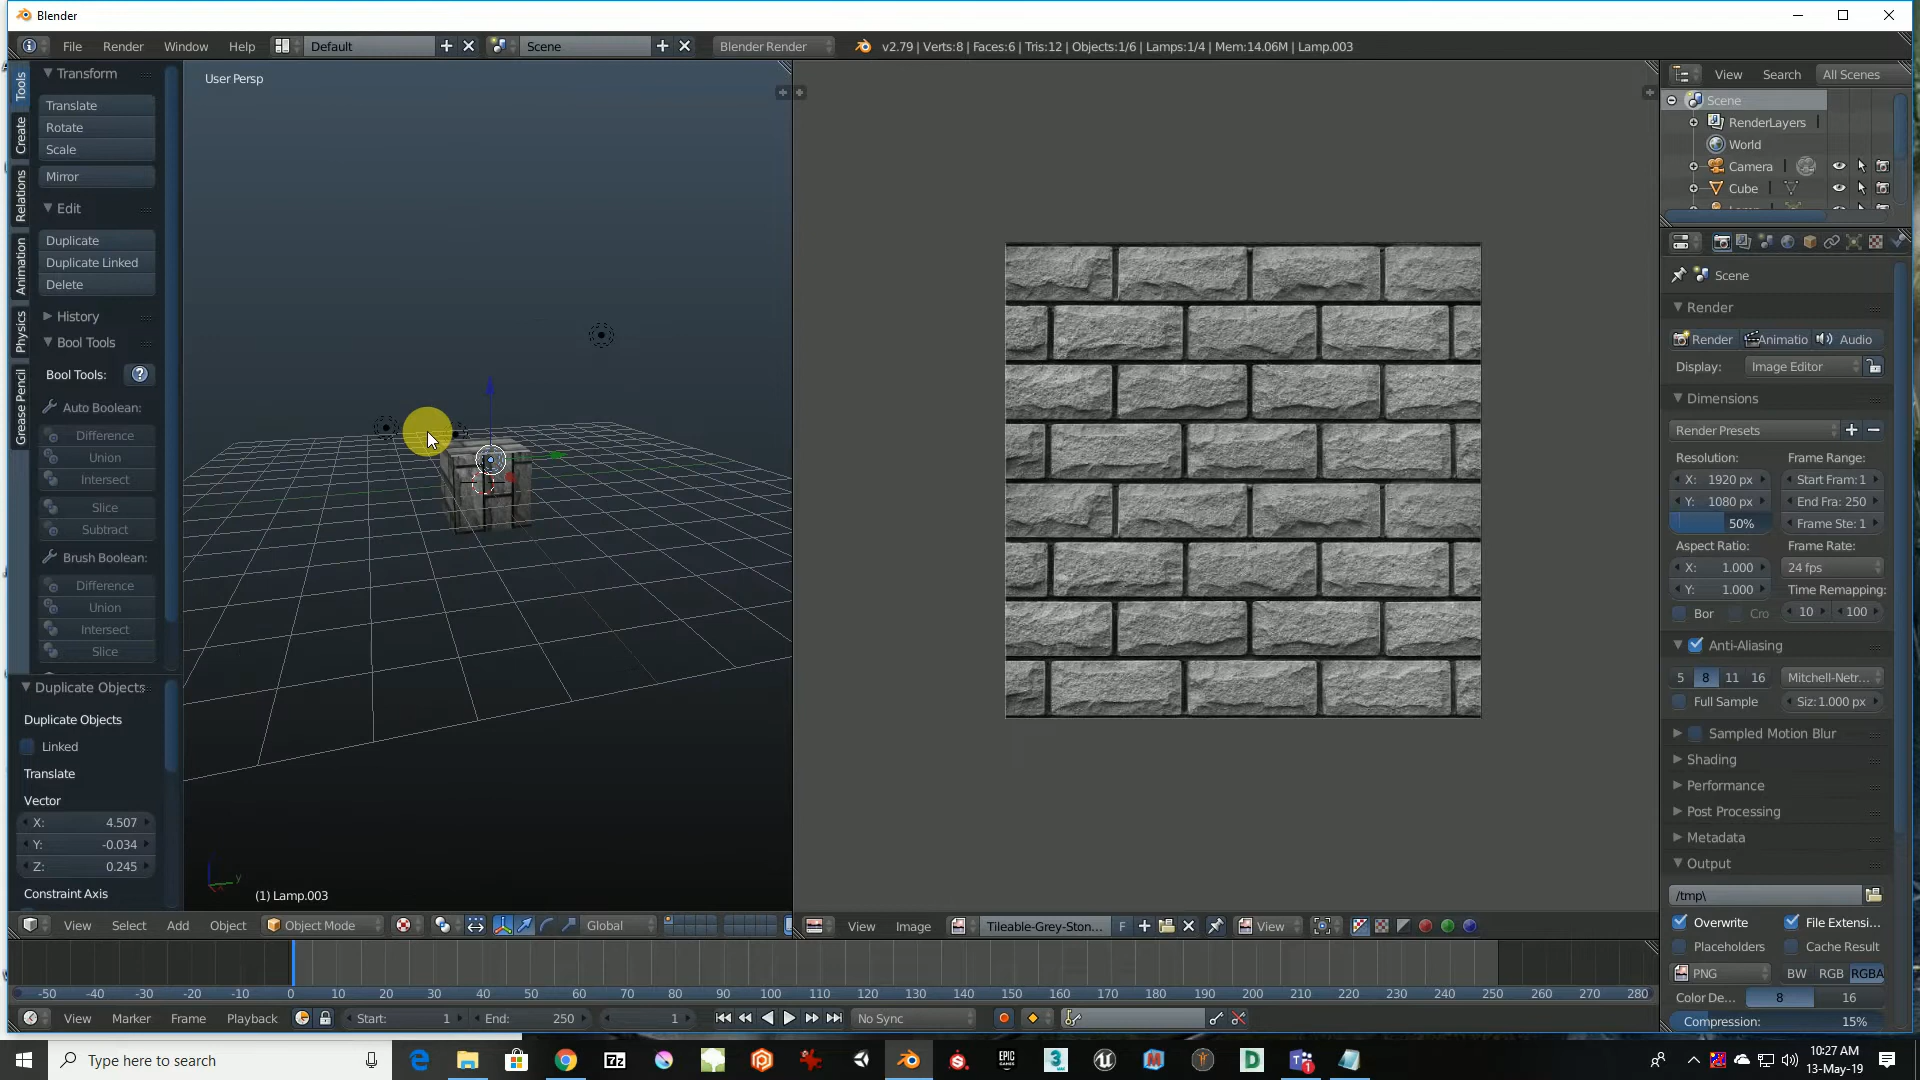 Blender
File Render Window Help Default Scene Blender Render v2.79 | Verts:8 | Faces:6 | Tris:12 | Objects:1/6 | Lamps:1/4 | Mem:14.06M | Lamp.003
Tools
Create
Relations
Animation
Physics
Grease Pencil
Transform
Translate
Rotate
Scale
Mirror
Edit
Duplicate
Duplicate Linked
Delete
History
Bool Tools
Bool Tools:
Auto Boolean:
Difference
Union
Intersect
Slice
Subtract
Brush Boolean:
Difference
Union
Intersect
Slice
Duplicate Objects
Duplicate Objects
Linked
Translate
Vector
X: 4.507
Y: -0.034
Z: 0.245
Constraint Axis
User Persp
(1) Lamp.003
View Select Add Object Object Mode Global
View Image Tileable-Grey-Ston... F View
View Search All Scenes
Scene
RenderLayers
World
Camera
Cube
Scene
Render
Render Animatio Audio
Display: Image Editor
Dimensions
Render Presets
Resolution: Frame Range:
X: 1920 px Start Fram: 1
Y: 1080 px End Fra: 250
50% Frame Ste: 1
Aspect Ratio: Frame Rate:
X: 1.000 24 fps
Y: 1.000 Time Remapping:
Bor Cro 10 100
Anti-Aliasing
5 8 11 16 Mitchell-Netr...
Full Sample Siz: 1.000 px
Sampled Motion Blur
Shading
Performance
Post Processing
Metadata
Output
/tmp\
Overwrite File Extensi...
Placeholders Cache Result
PNG BW RGB RGBA
Color De... 8 16
Compression: 15%
-50 -40 -30 -20 -10 0 10 20 30 40 50 60 70 80 90 100 110 120 130 140 150 160 170 180 190 200 210 220 230 240 250 260 270 280
View Marker Frame Playback Start: 1 End: 250 1 No Sync
Type here to search
10:27 AM
13-May-19